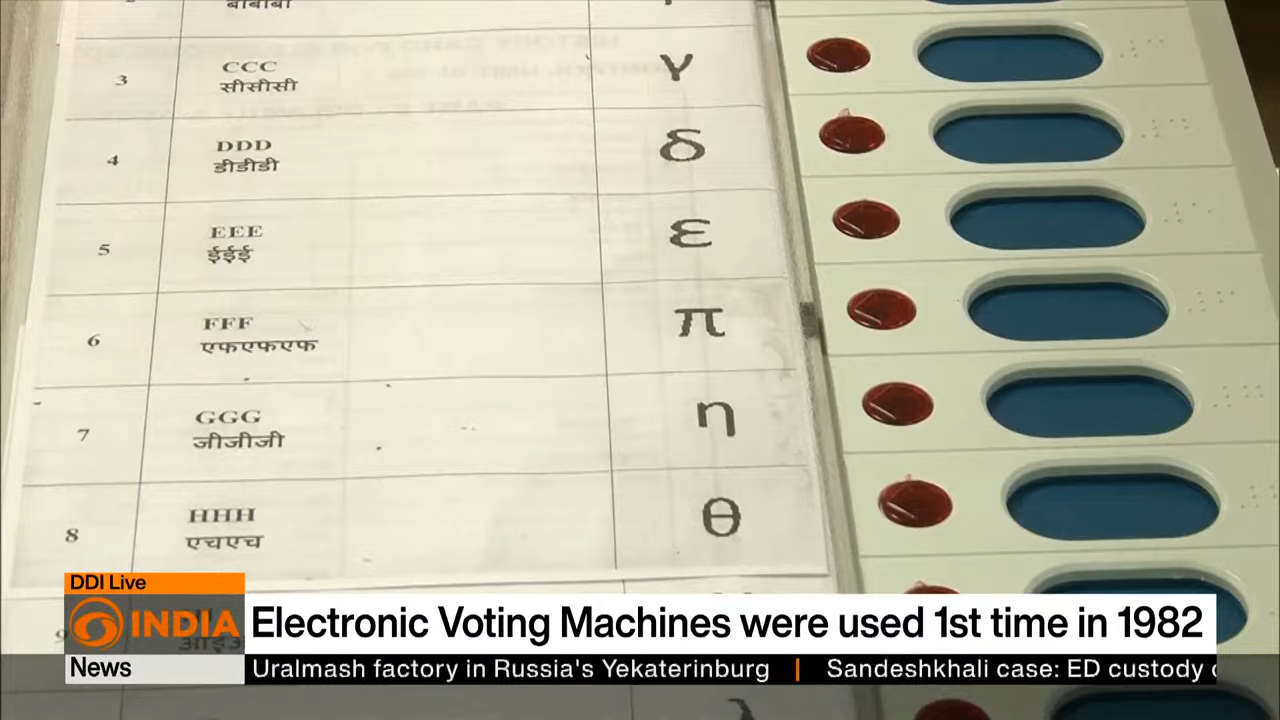 बीबीबी
3
CCC
सीसीसी
γ
4
DDD
डीडीडी
δ
5
EEE
ईईई
ε
6
FFF
एफएफएफ
π
7
GGG
जीजीजी
η
8
HHH
एचएच
θ
9
λ
DDI Live
INDIA
News
Electronic Voting Machines were used 1st time in 1982
Uralmash factory in Russia's Yekaterinburg | Sandeshkhali case: ED custody